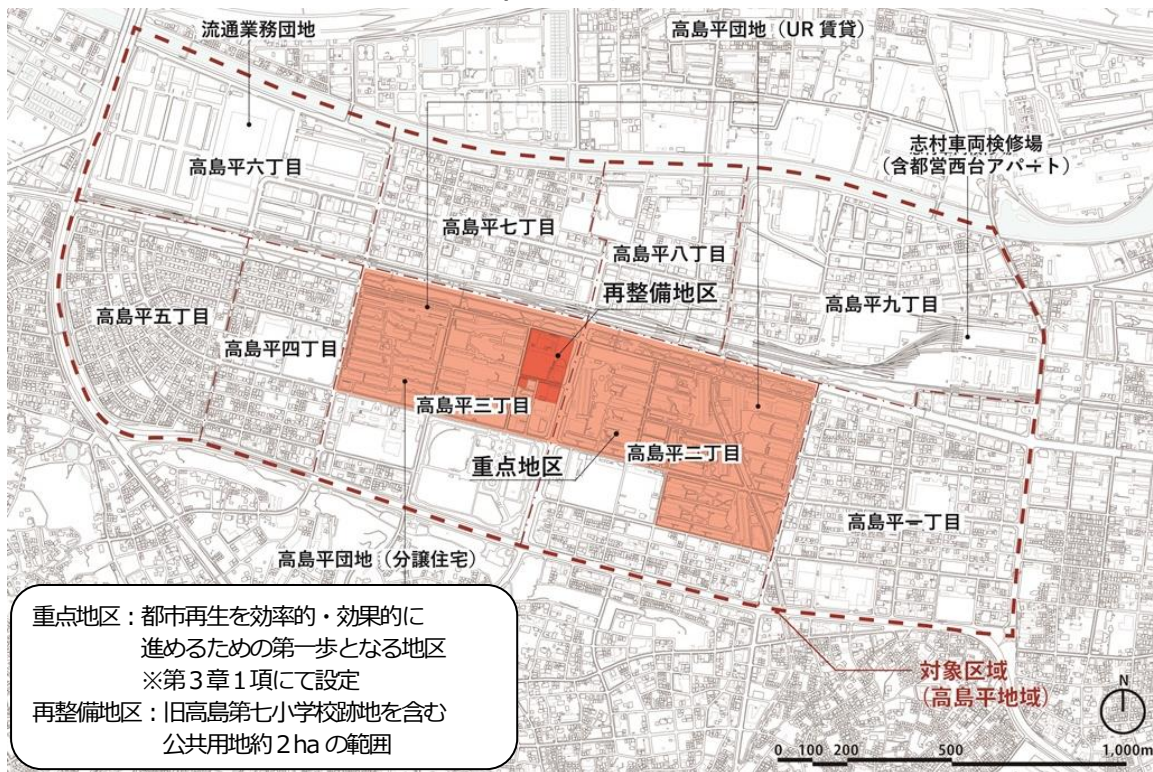 流通業務団地
高島平団地（UR 賃貸）
志村車両検修場
（含都営西台アパート）
高島平六丁目
高島平七丁目
高島平八丁目
再整備地区
高島平九丁目
高島平五丁目
高島平四丁目
高島平三丁目
高島平二丁目
重点地区
高島平一丁目
高島平団地（分譲住宅）
重点地区：都市再生を効率的・効果的に
進めるための第一歩となる地区
※第３章１項にて設定
再整備地区：旧高島第七小学校跡地を含む
公共用地約２ha の範囲
対象区域
（高島平地域）
N
0 100 200 500 1,000m